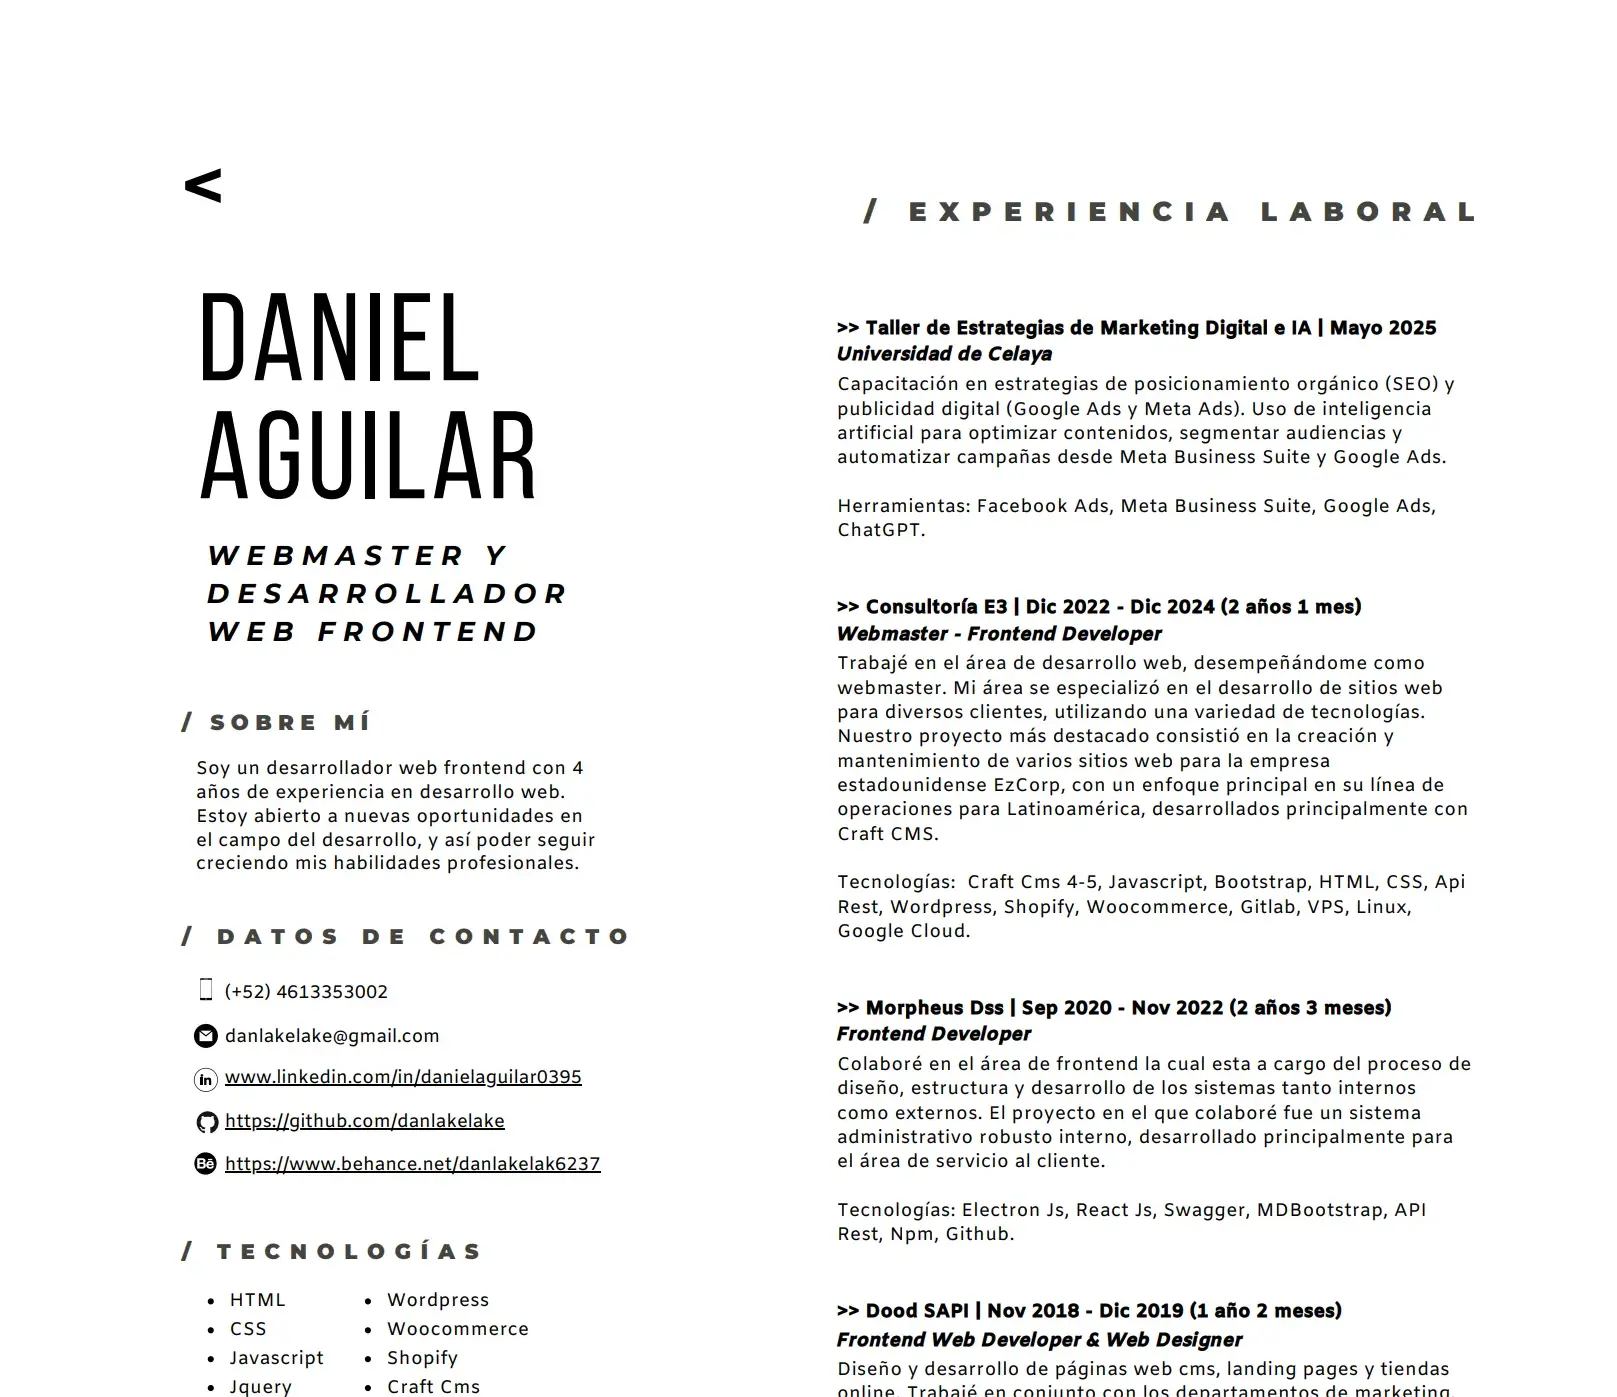 <
DANIEL
AGUILAR
WEBMASTER Y
DESARROLLADOR
WEB FRONTEND
/ SOBRE MÍ
Soy un desarrollador web frontend con 4
años de experiencia en desarrollo web.
Estoy abierto a nuevas oportunidades en
el campo del desarrollo, y así poder seguir
creciendo mis habilidades profesionales.
/ DATOS DE CONTACTO
(+52) 4613353002
danlakelake@gmail.com
in www.linkedin.com/in/danielaguilar0395
https://github.com/danlakelake
Bē https://www.behance.net/danlakelak6237
/ TECNOLOGÍAS
• HTML
• CSS
• Javascript
• Jquery
• Wordpress
• Woocommerce
• Shopify
• Craft Cms
/ EXPERIENCIA LABORAL
>> Taller de Estrategias de Marketing Digital e IA | Mayo 2025
Universidad de Celaya
Capacitación en estrategias de posicionamiento orgánico (SEO) y
publicidad digital (Google Ads y Meta Ads). Uso de inteligencia
artificial para optimizar contenidos, segmentar audiencias y
automatizar campañas desde Meta Business Suite y Google Ads.
Herramientas: Facebook Ads, Meta Business Suite, Google Ads,
ChatGPT.
>> Consultoría E3 | Dic 2022 - Dic 2024 (2 años 1 mes)
Webmaster - Frontend Developer
Trabajé en el área de desarrollo web, desempeñándome como
webmaster. Mi área se especializó en el desarrollo de sitios web
para diversos clientes, utilizando una variedad de tecnologías.
Nuestro proyecto más destacado consistió en la creación y
mantenimiento de varios sitios web para la empresa
estadounidense EzCorp, con un enfoque principal en su línea de
operaciones para Latinoamérica, desarrollados principalmente con
Craft CMS.
Tecnologías:  Craft Cms 4-5, Javascript, Bootstrap, HTML, CSS, Api
Rest, Wordpress, Shopify, Woocommerce, Gitlab, VPS, Linux,
Google Cloud.
>> Morpheus Dss | Sep 2020 - Nov 2022 (2 años 3 meses)
Frontend Developer
Colaboré en el área de frontend la cual esta a cargo del proceso de
diseño, estructura y desarrollo de los sistemas tanto internos
como externos. El proyecto en el que colaboré fue un sistema
administrativo robusto interno, desarrollado principalmente para
el área de servicio al cliente.
Tecnologías: Electron Js, React Js, Swagger, MDBootstrap, API
Rest, Npm, Github.
>> Dood SAPI | Nov 2018 - Dic 2019 (1 año 2 meses)
Frontend Web Developer & Web Designer
Diseño y desarrollo de páginas web cms, landing pages y tiendas
online. Trabajé en conjunto con los departamentos de marketing,